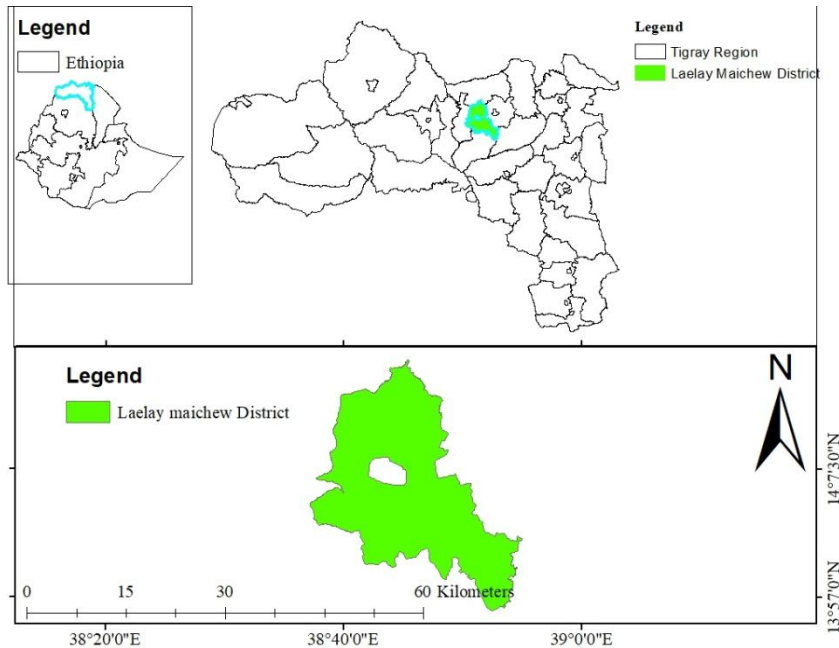 Legend
Ethiopia
Legend
Tigray Region
Laelay Maichew District
Legend
Laelay maichew District
N
14°7'30"N
13°57'0"N
0 15 30 60 Kilometers
38°20'0"E 38°40'0"E 39°0'0"E